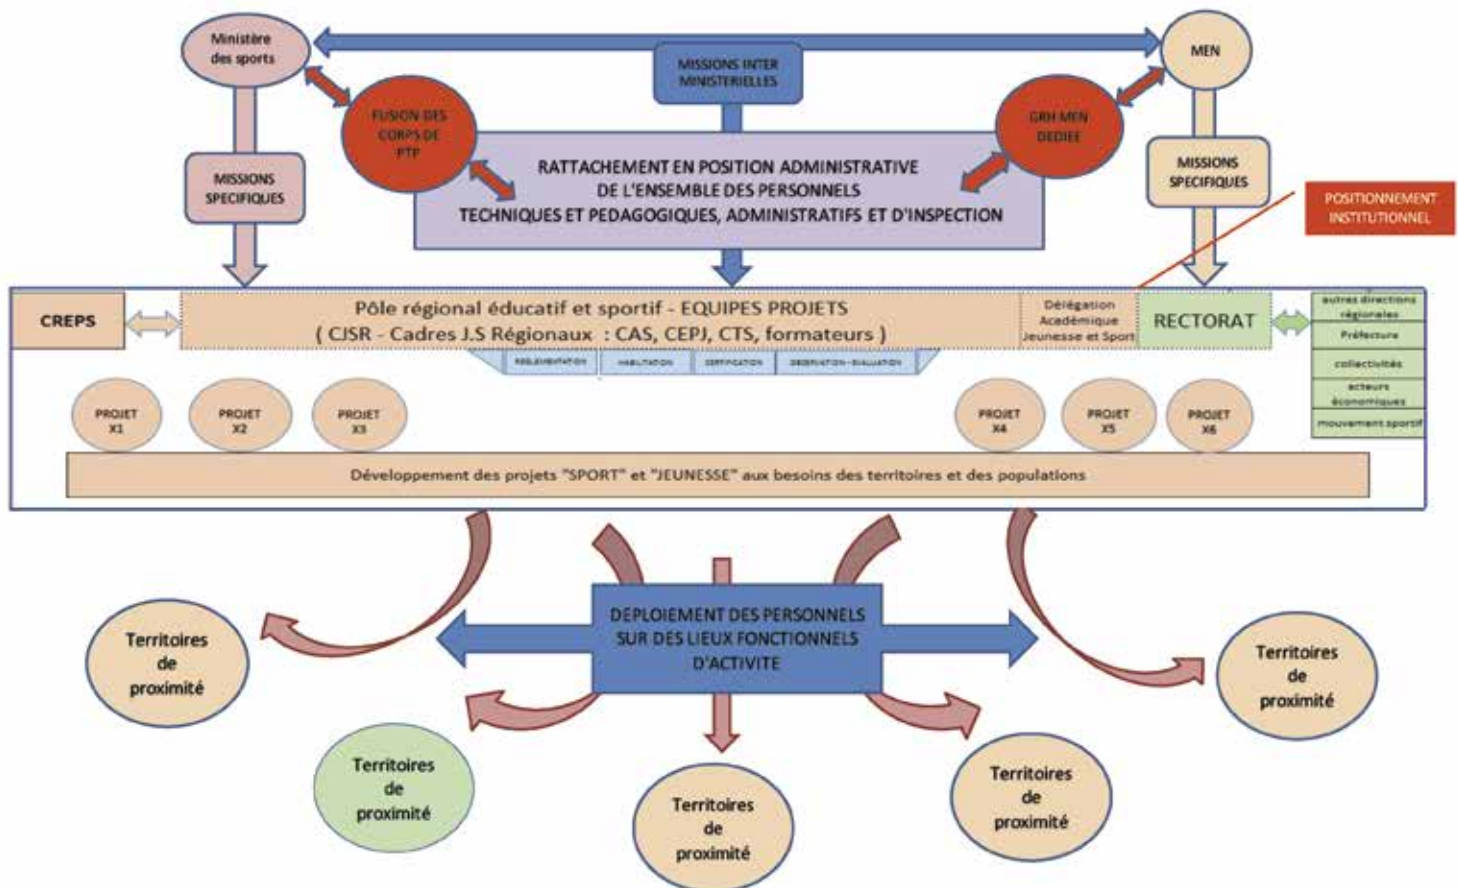 Ministère
des sports
MEN
MISSIONS INTER
MINISTERIELLES
FUSION DES
CORPS DE
PTP
GRH MEN
DEDIEE
MISSIONS
SPECIFIQUES
RATTACHEMENT EN POSITION ADMINISTRATIVE
DE L'ENSEMBLE DES PERSONNELS
TECHNIQUES ET PEDAGOGIQUES, ADMINISTRATIFS ET D'INSPECTION
MISSIONS
SPECIFIQUES
POSITIONNEMENT
INSTITUTIONNEL
CREPS
Pôle régional éducatif et sportif - EQUIPES PROJETS
( CJSR - Cadres J.S Régionaux : CAS, CEPJ, CTS, formateurs )
Délégation
Académique
Jeunesse et Sport
RECTORAT
autres directions
régionales
Préfecture
collectivités
acteurs
économiques
mouvement sportif
REGLEMENTATION
HABILITATION
CERTIFICATION
OBSERVATION - EVALUATION
PROJET
X1
PROJET
X2
PROJET
X3
PROJET
X4
PROJET
X5
PROJET
X6
Développement des projets "SPORT" et "JEUNESSE" aux besoins des territoires et des populations
DEPLOIEMENT DES PERSONNELS
SUR DES LIEUX FONCTIONNELS
D'ACTIVITE
Territoires
de
proximité
Territoires
de
proximité
Territoires
de
proximité
Territoires
de
proximité
Territoires
de
proximité